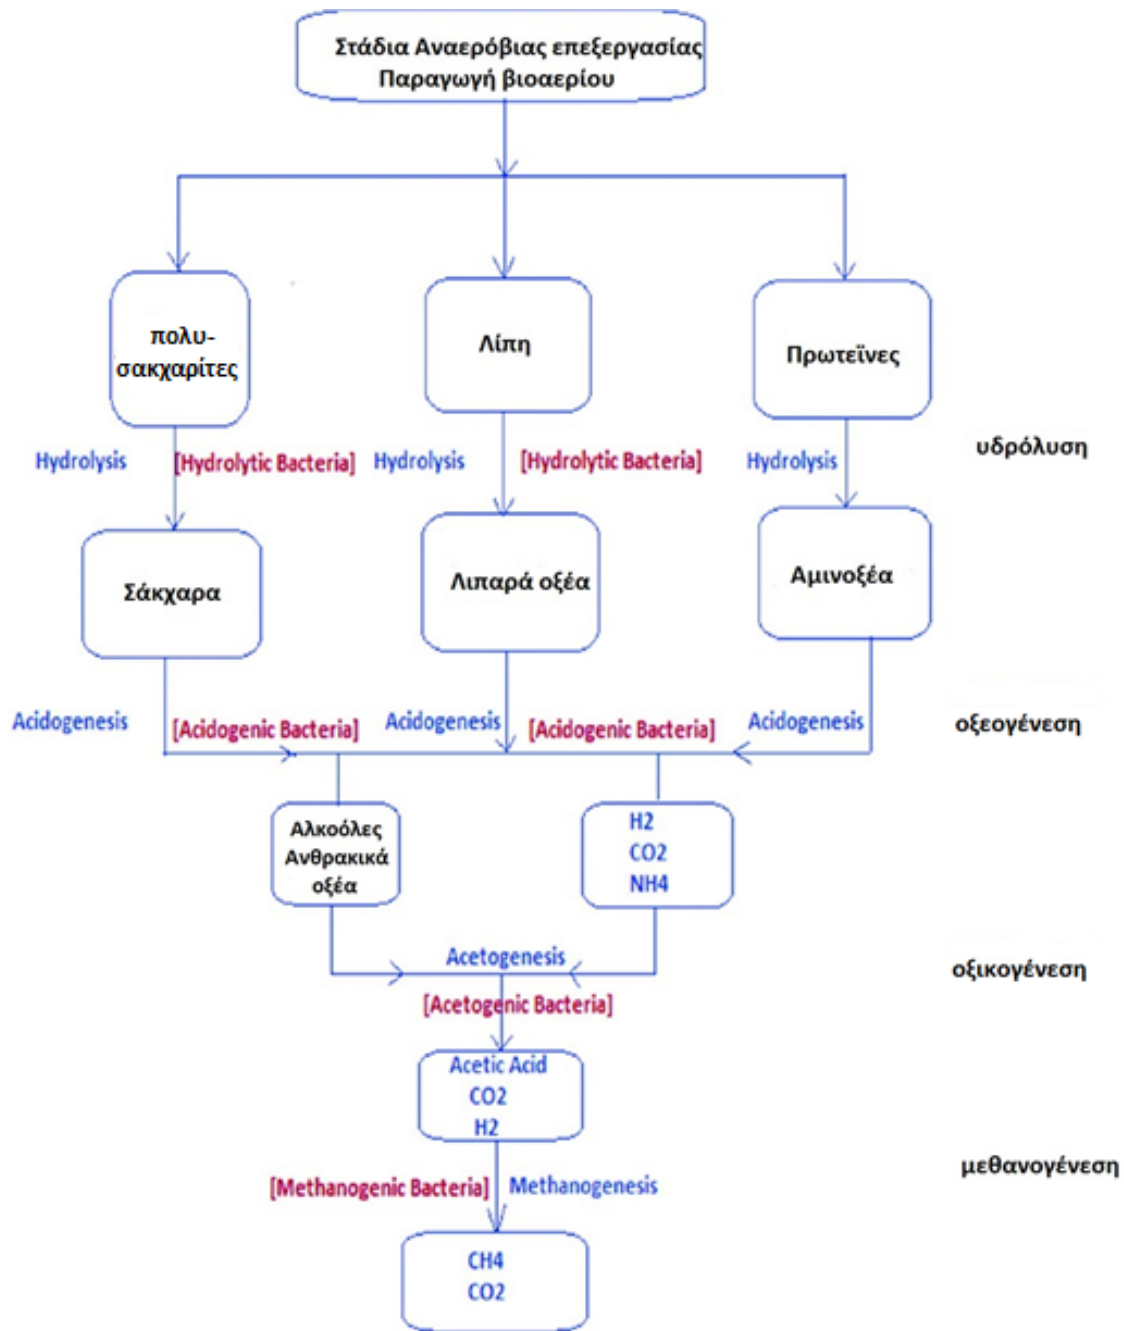 Στάδια Αναερόβιας επεξεργασίας
Παραγωγή βιοαερίου
πολυ-
σακχαρίτες
Λίπη
Πρωτεϊνες
Hydrolysis [Hydrolytic Bacteria] Hydrolysis [Hydrolytic Bacteria] Hydrolysis υδρόλυση
Σάκχαρα
Λιπαρά οξέα
Αμινοξέα
Acidogenesis [Acidogenic Bacteria] Acidogenesis [Acidogenic Bacteria] Acidogenesis οξεογένεση
Αλκοόλες
Ανθρακικά
οξέα
H2
CO2
NH4
Acetogenesis οξικογένεση
[Acetogenic Bacteria]
Acetic Acid
CO2
H2
[Methanogenic Bacteria] Methanogenesis μεθανογένεση
CH4
CO2